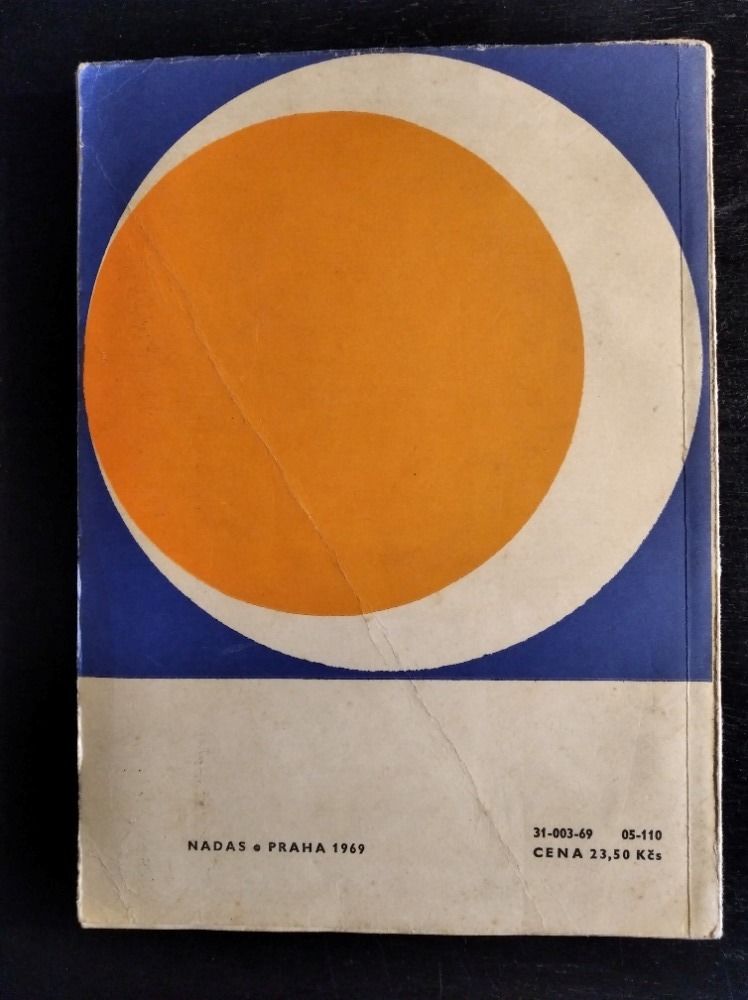 NADAS • PRAHA 1969
31-003-69 05-110
CENA 23,50 Kčs